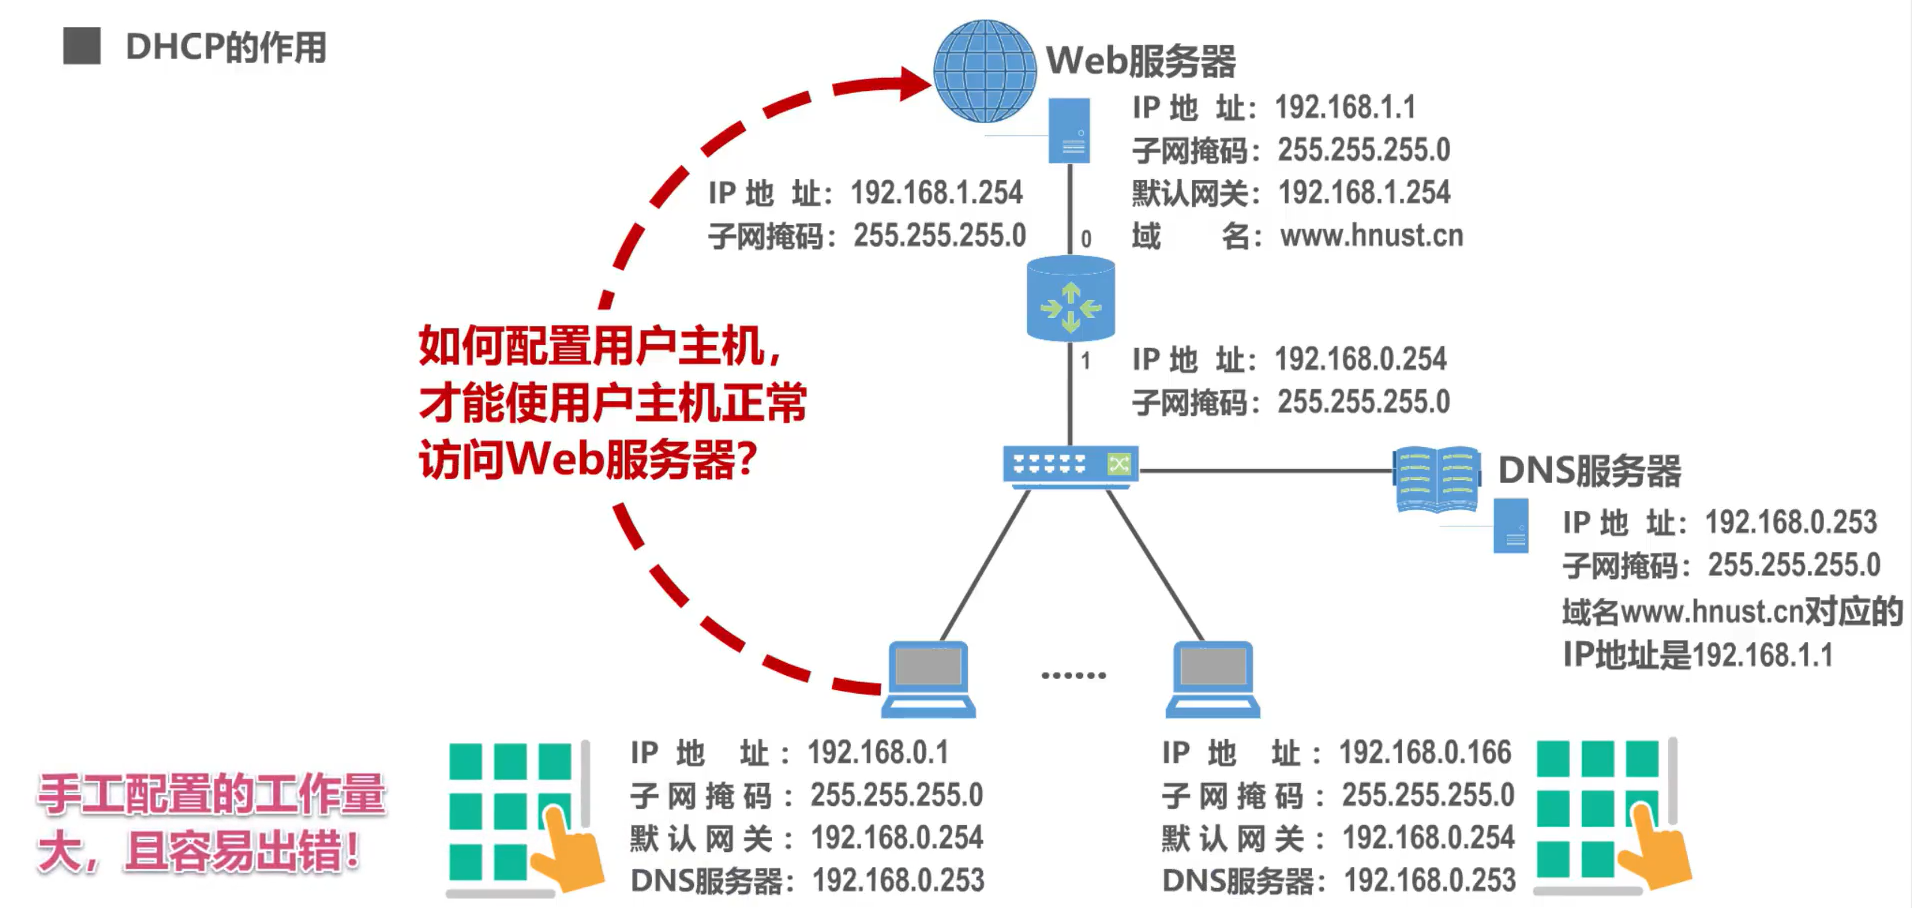 DHCP的作用
Web服务器
IP 地 址：192.168.1.1
子网掩码：255.255.255.0
默认网关：192.168.1.254
域 名：www.hnust.cn
IP 地 址：192.168.1.254
子网掩码：255.255.255.0
0
如何配置用户主机，
才能使用户主机正常
访问Web服务器？
1
IP 地 址：192.168.0.254
子网掩码：255.255.255.0
DNS服务器
IP 地 址：192.168.0.253
子网掩码：255.255.255.0
域名www.hnust.cn对应的
IP地址是192.168.1.1
······
手工配置的工作量
大，且容易出错！
IP 地 址：192.168.0.1
子网掩码：255.255.255.0
默认网关：192.168.0.254
DNS服务器：192.168.0.253
IP 地 址：192.168.0.166
子网掩码：255.255.255.0
默认网关：192.168.0.254
DNS服务器：192.168.0.253